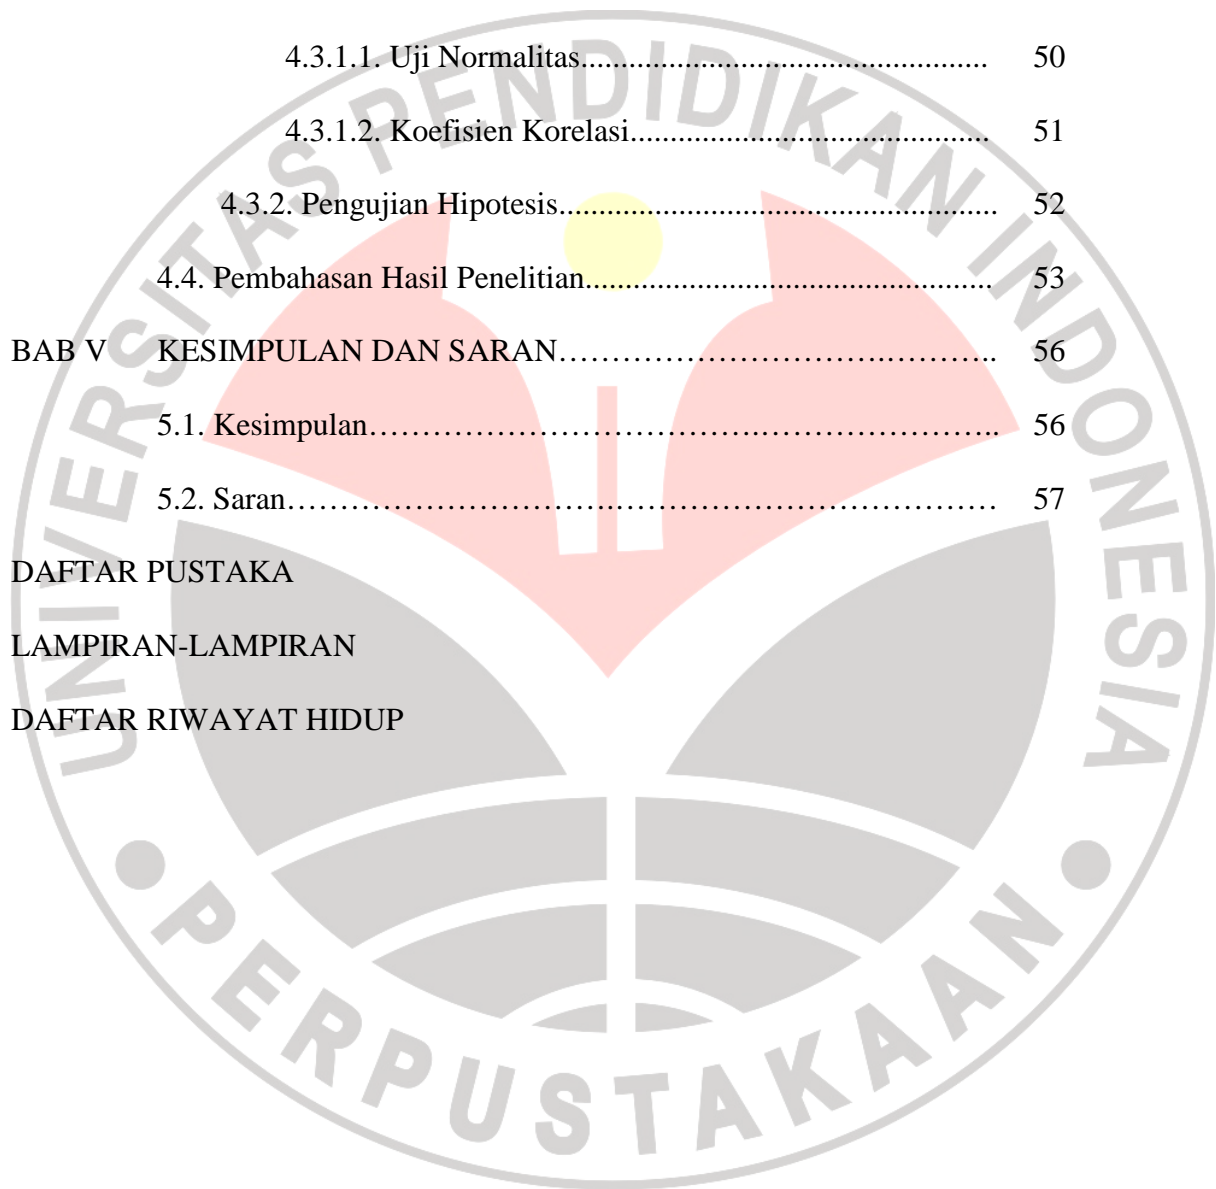 4.3.1.1. Uji Normalitas.................................................. 50
4.3.1.2. Koefisien Korelasi............................................ 51
4.3.2. Pengujian Hipotesis...................................................... 52
4.4. Pembahasan Hasil Penelitian.................................................. 53
BAB V KESIMPULAN DAN SARAN………………………………………….. 56
5.1. Kesimpulan…………………………………………………………….. 56
5.2. Saran…………………………………………………………………… 57
DAFTAR PUSTAKA
LAMPIRAN-LAMPIRAN
DAFTAR RIWAYAT HIDUP
UNIVERSITAS PENDIDIKAN INDONESIA
PERPUSTAKAAN